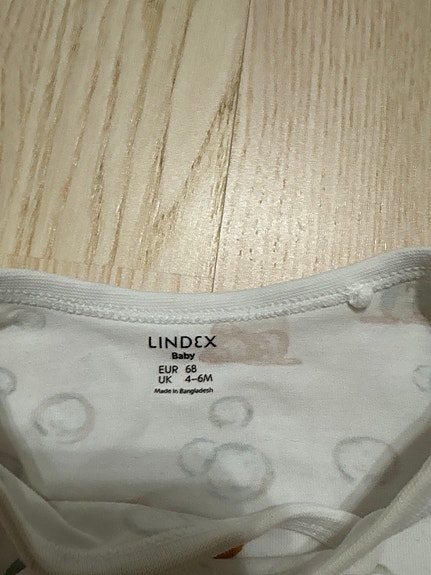 LINDEX
Baby
EUR 68
UK 4-6M
Made in Bangladesh